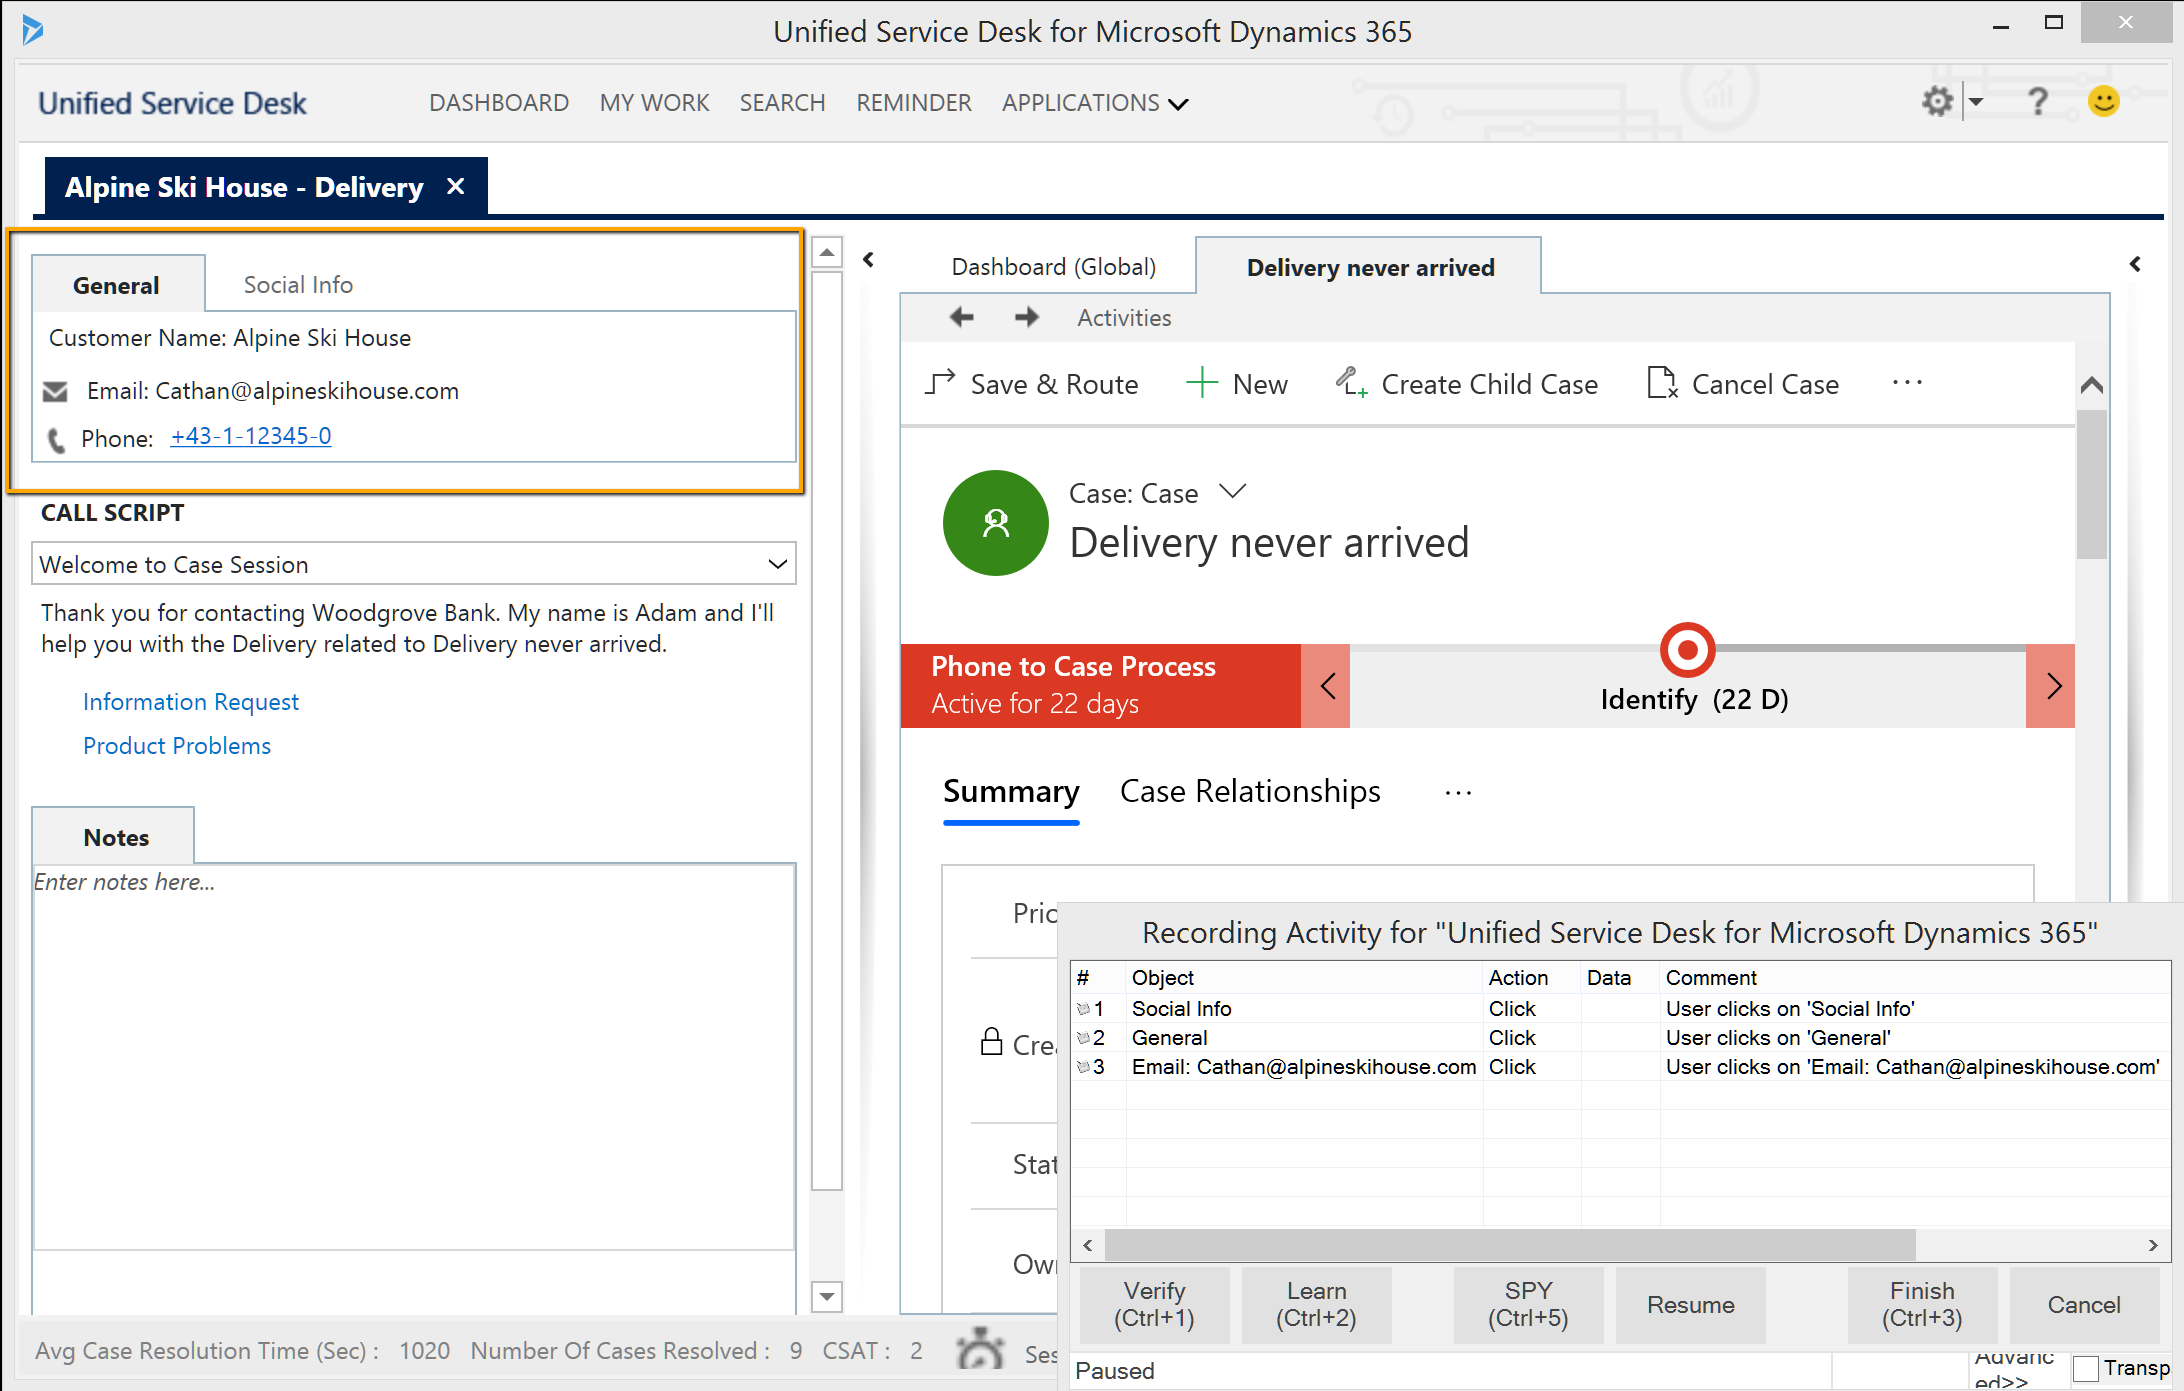 Unified Service Desk for Microsoft Dynamics 365
Unified Service Desk
DASHBOARD MY WORK SEARCH REMINDER APPLICATIONS
?
Alpine Ski House - Delivery ×
General Social Info
Customer Name: Alpine Ski House
Email: Cathan@alpineskihouse.com
Phone: +43-1-12345-0
CALL SCRIPT
Welcome to Case Session
Thank you for contacting Woodgrove Bank. My name is Adam and I'll
help you with the Delivery related to Delivery never arrived.
Information Request
Product Problems
Notes
Enter notes here...
Dashboard (Global) Delivery never arrived
Activities
Save & Route New Create Child Case Cancel Case ...
Case: Case
Delivery never arrived
Phone to Case Process
Active for 22 days
Identify (22 D)
Summary Case Relationships ...
Recording Activity for "Unified Service Desk for Microsoft Dynamics 365"
# Object Action Data Comment
1 Social Info Click User clicks on 'Social Info'
2 General Click User clicks on 'General'
3 Email: Cathan@alpineskihouse.com Click User clicks on 'Email: Cathan@alpineskihouse.com'
Verify (Ctrl+1)
Learn (Ctrl+2)
SPY (Ctrl+5)
Resume
Finish (Ctrl+3)
Cancel
Paused
Avg Case Resolution Time (Sec) : 1020 Number Of Cases Resolved : 9 CSAT : 2